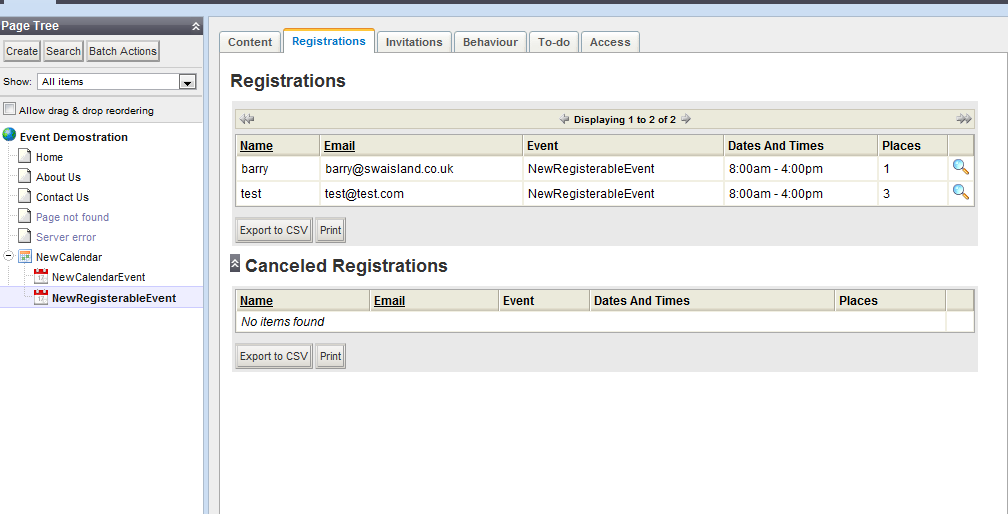 Page Tree
Create Search Batch Actions
Show: All items
Allow drag & drop reordering
Event Demostration
Home
About Us
Contact Us
Page not found
Server error
NewCalendar
NewCalendarEvent
NewRegisterableEvent
Content Registrations Invitations Behaviour To-do Access
Registrations
Displaying 1 to 2 of 2
Name Email Event Dates And Times Places
barry barry@swaisland.co.uk NewRegisterableEvent 8:00am - 4:00pm 1
test test@test.com NewRegisterableEvent 8:00am - 4:00pm 3
Export to CSV Print
Canceled Registrations
Name Email Event Dates And Times Places
No items found
Export to CSV Print